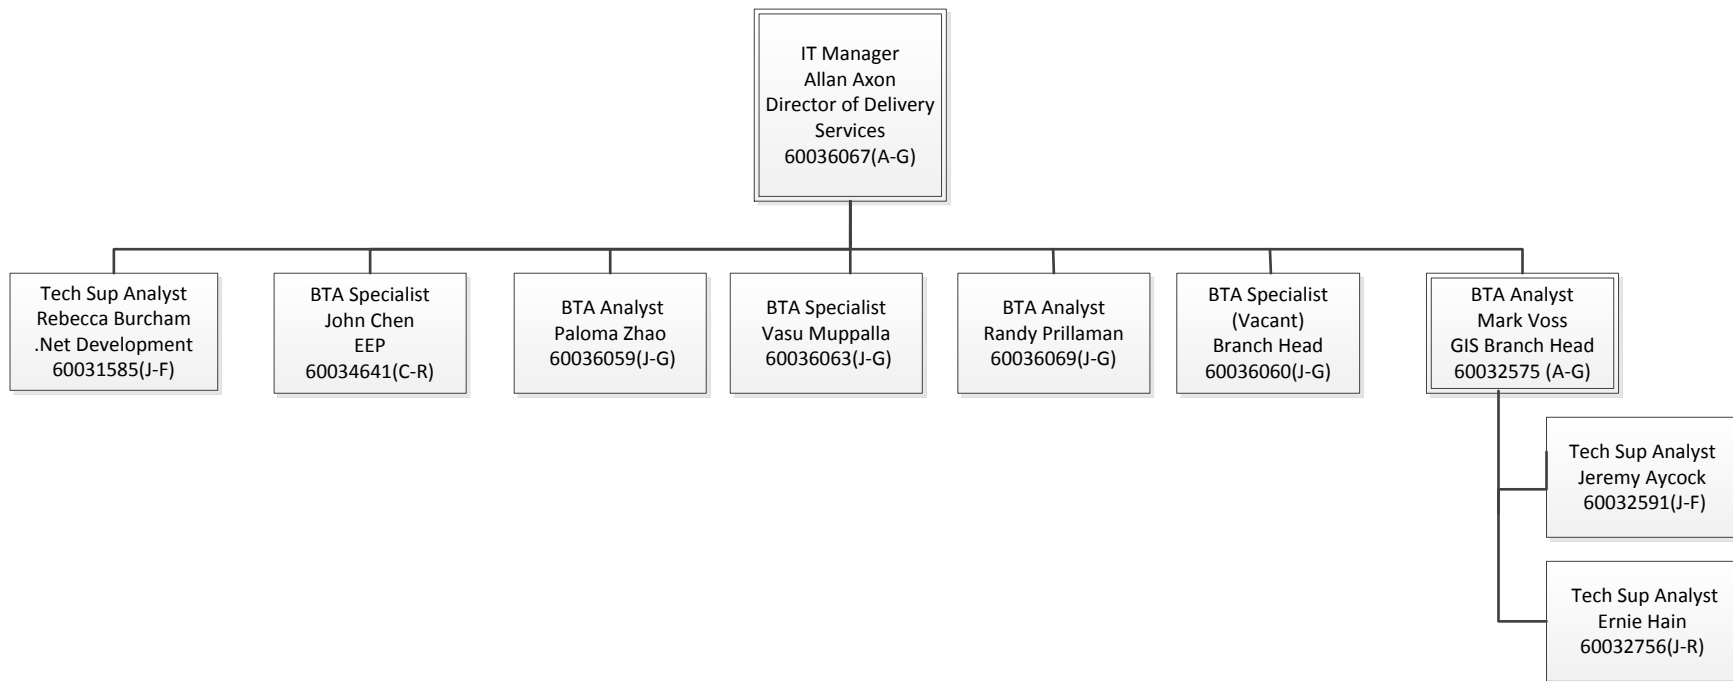 IT Manager
Allan Axon
Director of Delivery
Services
60036067(A-G)
Tech Sup Analyst
Rebecca Burcham
.Net Development
60031585(J-F)
BTA Specialist
John Chen
EEP
60034641(C-R)
BTA Analyst
Paloma Zhao
60036059(J-G)
BTA Specialist
Vasu Muppalla
60036063(J-G)
BTA Analyst
Randy Prillaman
60036069(J-G)
BTA Specialist
(Vacant)
Branch Head
60036060(J-G)
BTA Analyst
Mark Voss
GIS Branch Head
60032575 (A-G)
Tech Sup Analyst
Jeremy Aycock
60032591(J-F)
Tech Sup Analyst
Ernie Hain
60032756(J-R)